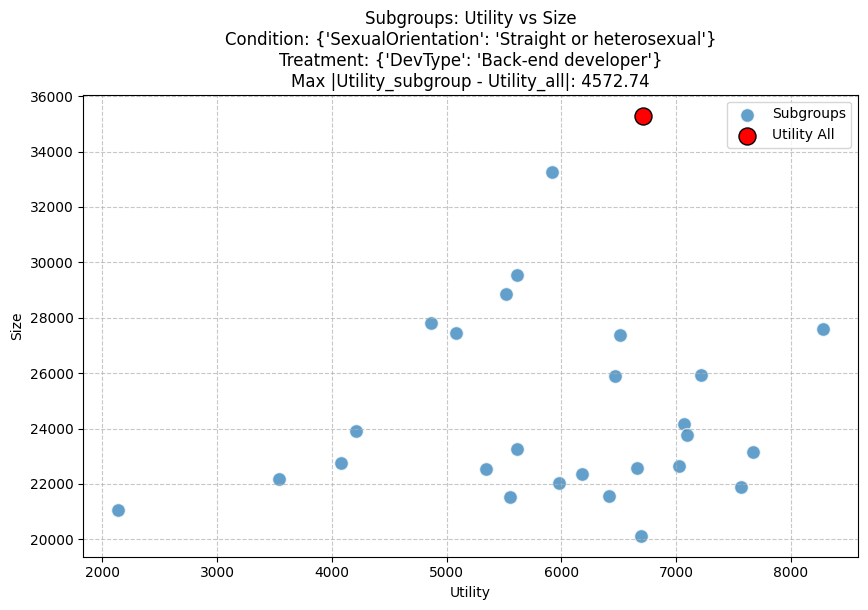 Subgroups: Utility vs Size
Condition: {'SexualOrientation': 'Straight or heterosexual'}
Treatment: {'DevType': 'Back-end developer'}
Max |Utility_subgroup - Utility_all|: 4572.74
36000
34000
32000
30000
28000
26000
24000
22000
20000
Size
Subgroups
Utility All
2000 3000 4000 5000 6000 7000 8000
Utility